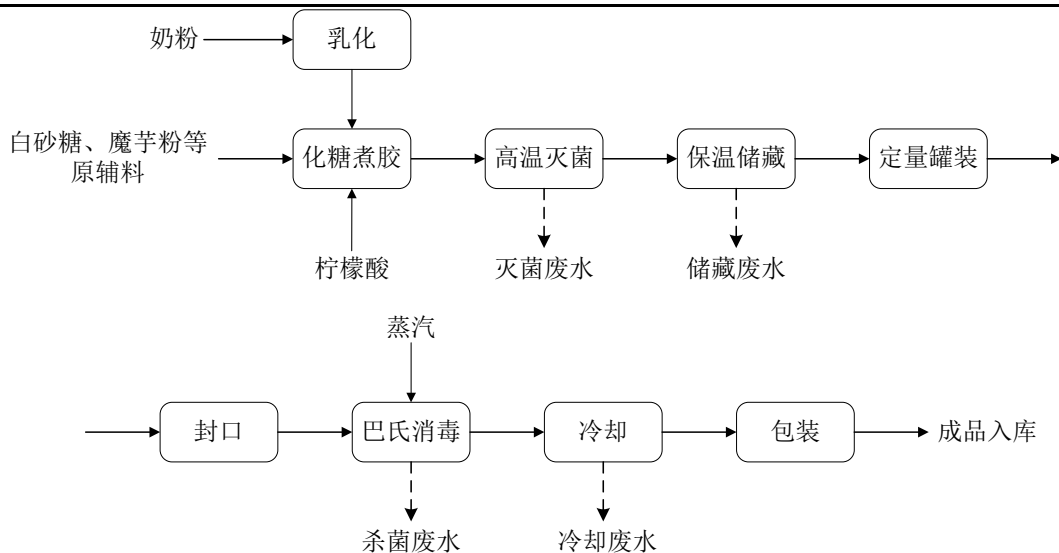 奶粉
乳化
白砂糖、魔芋粉等
原辅料
化糖煮胶
高温灭菌
保温储藏
定量罐装
柠檬酸
灭菌废水
储藏废水
蒸汽
封口
巴氏消毒
冷却
包装
成品入库
杀菌废水
冷却废水